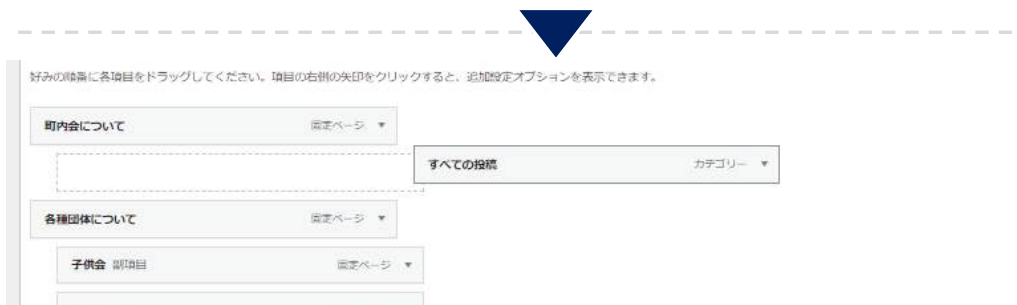 好みの順番に各項目をドラッグしてください。項目の右側の矢印をクリックすると、追加設定オプションを表示できます。
町内会について 固定ページ ▼
すべての投稿 カテゴリー ▼
各種団体について 固定ページ ▼
子供会 副項目 固定ページ ▼